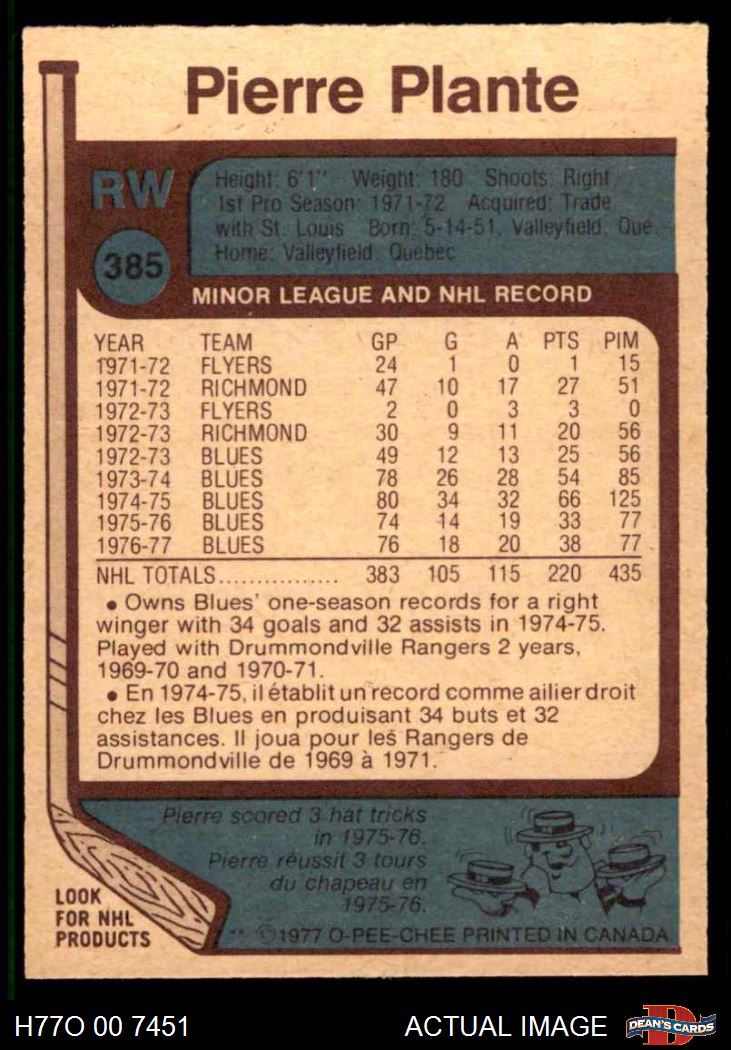 Pierre Plante
RW
385
Height: 6'1" Weight: 180 Shoots: Right
1st Pro Season: 1971-72 Acquired: Trade
with St. Louis Born: 5-14-51, Valleyfield, Que
Home: Valleyfield, Quebec
MINOR LEAGUE AND NHL RECORD
YEAR TEAM GP G A PTS PIM
1971-72 FLYERS 24 1 0 1 15
1971-72 RICHMOND 47 10 17 27 51
1972-73 FLYERS 2 0 3 3 0
1972-73 RICHMOND 30 9 11 20 56
1972-73 BLUES 49 12 13 25 56
1973-74 BLUES 78 26 28 54 85
1974-75 BLUES 80 34 32 66 125
1975-76 BLUES 74 14 19 33 77
1976-77 BLUES 76 18 20 38 77
NHL TOTALS................ 383 105 115 220 435
• Owns Blues' one-season records for a right
winger with 34 goals and 32 assists in 1974-75.
Played with Drummondville Rangers 2 years,
1969-70 and 1970-71.
• En 1974-75, il établit un record comme ailier droit
chez les Blues en produisant 34 buts et 32
assistances. Il joua pour les Rangers de
Drummondville de 1969 à 1971.
Pierre scored 3 hat tricks
in 1975-76.
Pierre réussit 3 tours
du chapeau en
1975-76.
LOOK
FOR NHL
PRODUCTS
** ©1977 O-PEE-CHEE PRINTED IN CANADA
H77O 00 7451 ACTUAL IMAGE
D
DEAN'S CARDS